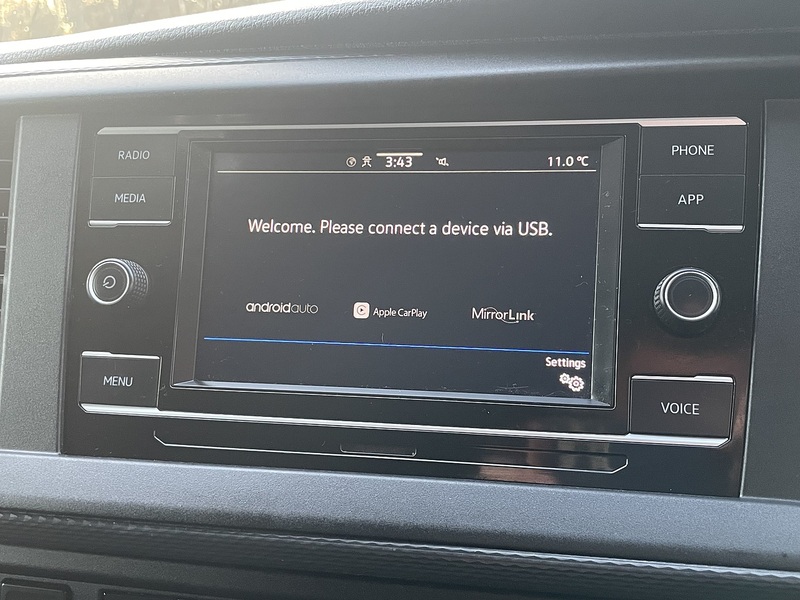 RADIO
MEDIA
MENU
3:43
11.0 °C
Welcome. Please connect a device via USB.
androidauto
Apple CarPlay
MirrorLink
Settings
PHONE
APP
VOICE